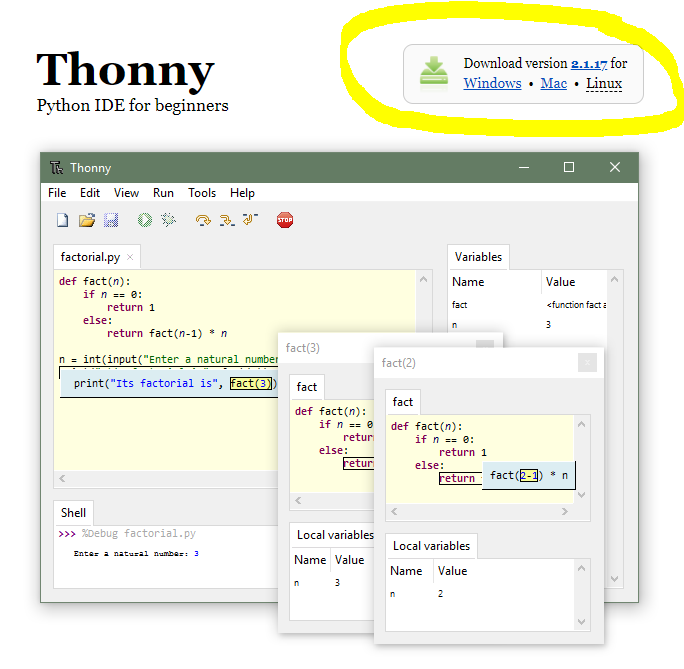 Thonny
Python IDE for beginners
Download version 2.1.17 for
Windows • Mac • Linux
Thonny
File Edit View Run Tools Help
STOP
factorial.py
def fact(n):
    if n == 0:
        return 1
    else:
        return fact(n-1) * n
n = int(input("Enter a natural number
print("Its factorial is", fact(3))
Variables
Name Value
fact <function fact a
n 3
Shell
>>> %Debug factorial.py
Enter a natural number: 3
fact(3)
fact
def fact(n):
    if n == 0
        return
    else:
        return
Local variables
Name Value
n 3
fact(2)
fact
def fact(n):
    if n == 0:
        return 1
    else:
        return fact(2-1) * n
Local variables
Name Value
n 2